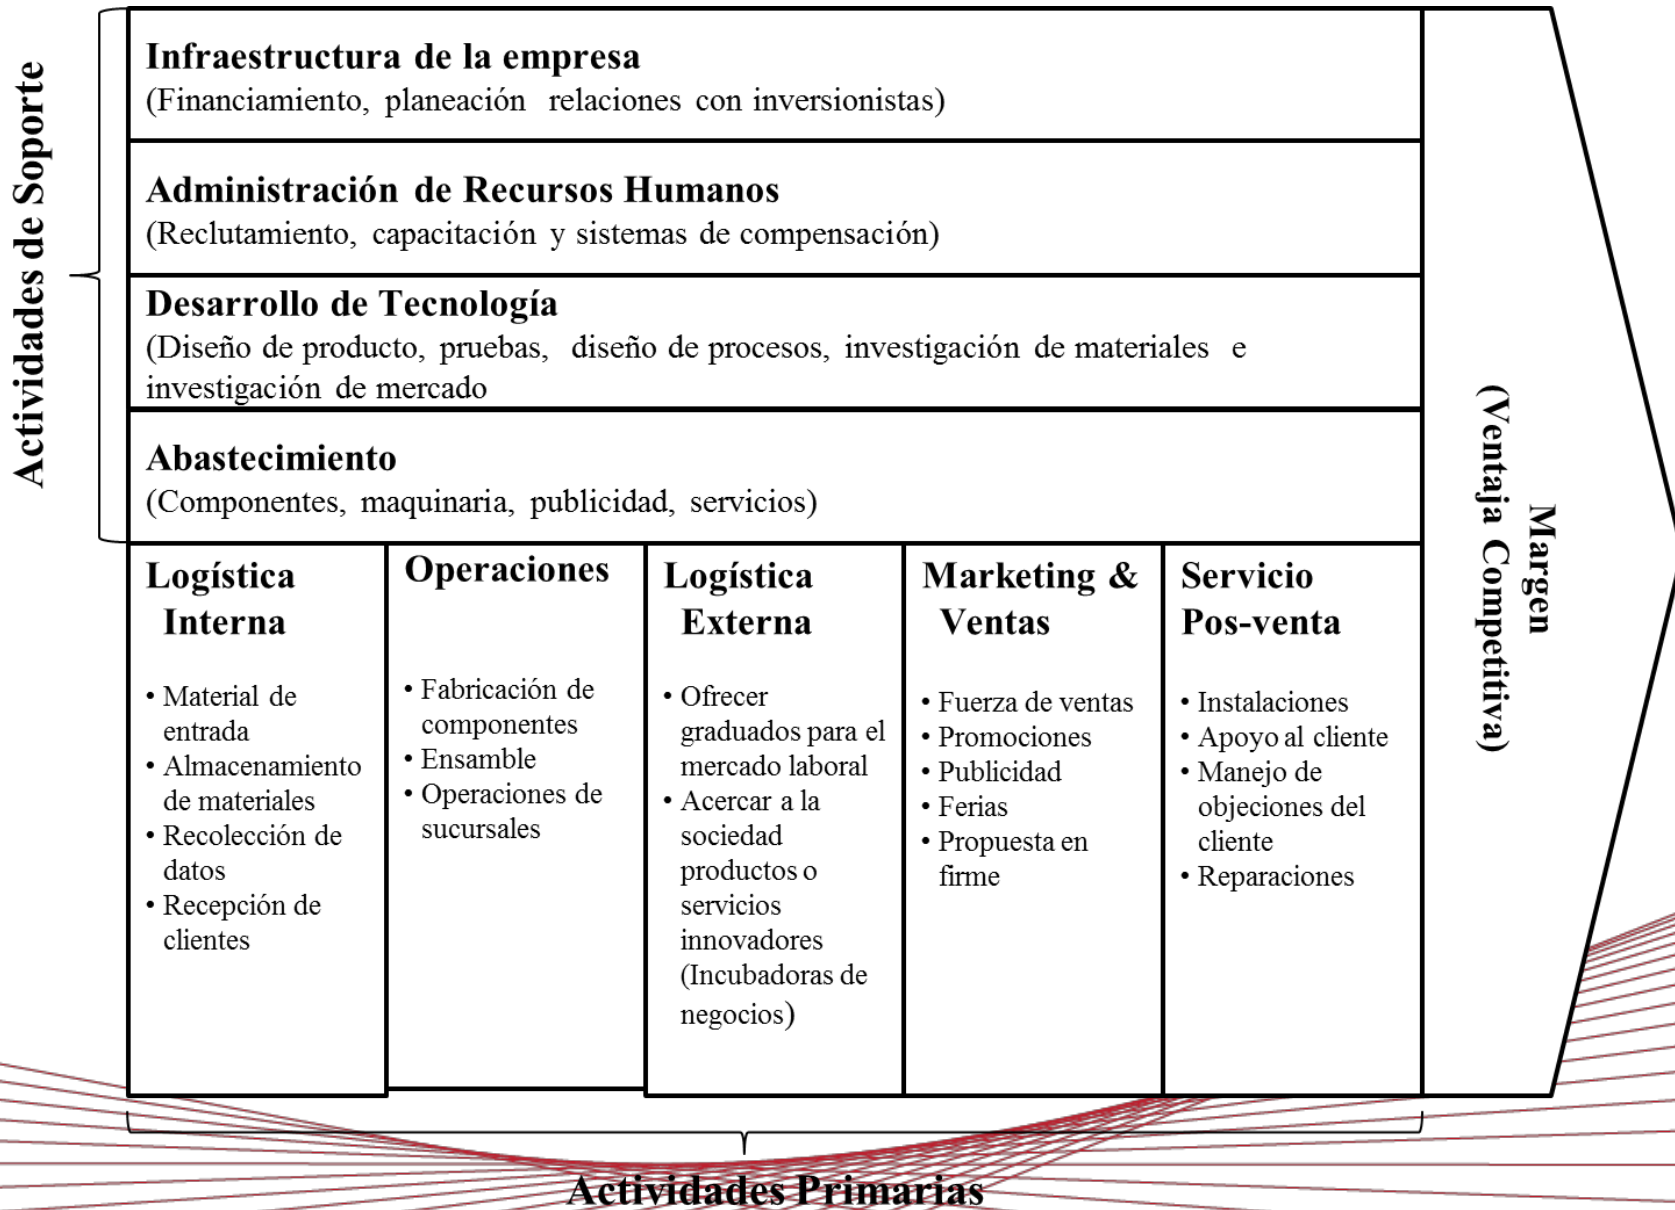 Actividades de Soporte
Infraestructura de la empresa
(Financiamiento, planeación relaciones con inversionistas)
Administración de Recursos Humanos
(Reclutamiento, capacitación y sistemas de compensación)
Desarrollo de Tecnología
(Diseño de producto, pruebas, diseño de procesos, investigación de materiales e
investigación de mercado
Abastecimiento
(Componentes, maquinaria, publicidad, servicios)
Logística
Interna
• Material de
entrada
• Almacenamiento
de materiales
• Recolección de
datos
• Recepción de
clientes
Operaciones
• Fabricación de
componentes
• Ensamble
• Operaciones de
sucursales
Logística
Externa
• Ofrecer
graduados para el
mercado laboral
• Acercar a la
sociedad
productos o
servicios
innovadores
(Incubadoras de
negocios)
Marketing &
Ventas
• Fuerza de ventas
• Promociones
• Publicidad
• Ferias
• Propuesta en
firme
Servicio
Pos-venta
• Instalaciones
• Apoyo al cliente
• Manejo de
objeciones del
cliente
• Reparaciones
Margen
(Ventaja Competitiva)
Actividades Primarias